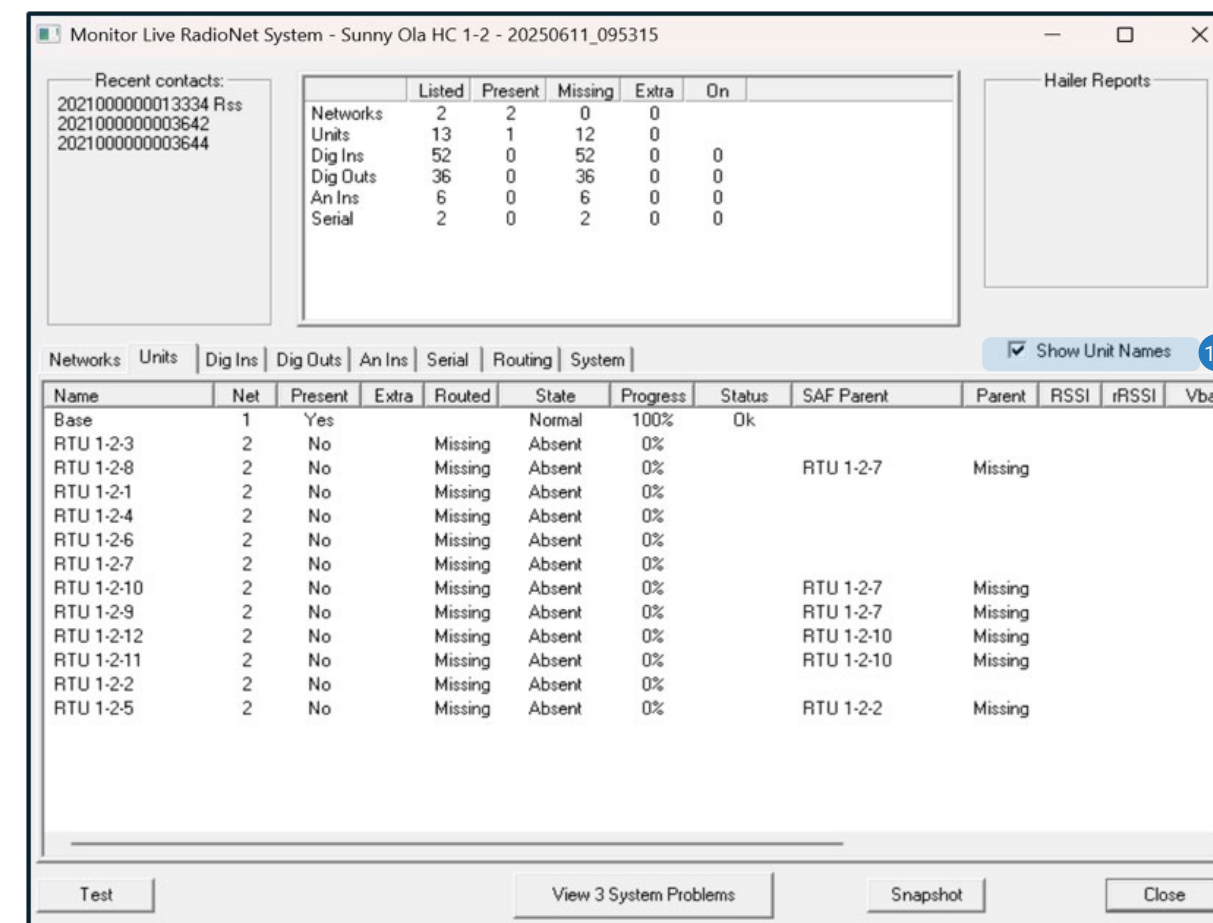 Monitor Live RadioNet System - Sunny Ola HC 1-2 - 20250611_095315
Recent contacts:
2021000000013334 Rss
2021000000003642
2021000000003644
Listed Present Missing Extra On
Networks 2 2 0 0
Units 13 1 12 0
Dig Ins 52 0 52 0 0
Dig Outs 36 0 36 0 0
An Ins 6 0 6 0 0
Serial 2 0 2 0 0
Hailer Reports
Networks Units Dig Ins Dig Outs An Ins Serial Routing System
Show Unit Names 1
Name Net Present Extra Routed State Progress Status SAF Parent Parent RSSI rRSSI Vba
Base 1 Yes Normal 100% Ok
RTU 1-2-3 2 No Missing Absent 0%
RTU 1-2-8 2 No Missing Absent 0% RTU 1-2-7 Missing
RTU 1-2-1 2 No Missing Absent 0%
RTU 1-2-4 2 No Missing Absent 0%
RTU 1-2-6 2 No Missing Absent 0%
RTU 1-2-7 2 No Missing Absent 0%
RTU 1-2-10 2 No Missing Absent 0% RTU 1-2-7 Missing
RTU 1-2-9 2 No Missing Absent 0% RTU 1-2-7 Missing
RTU 1-2-12 2 No Missing Absent 0% RTU 1-2-10 Missing
RTU 1-2-11 2 No Missing Absent 0% RTU 1-2-10 Missing
RTU 1-2-2 2 No Missing Absent 0%
RTU 1-2-5 2 No Missing Absent 0% RTU 1-2-2 Missing
Test View 3 System Problems Snapshot Close